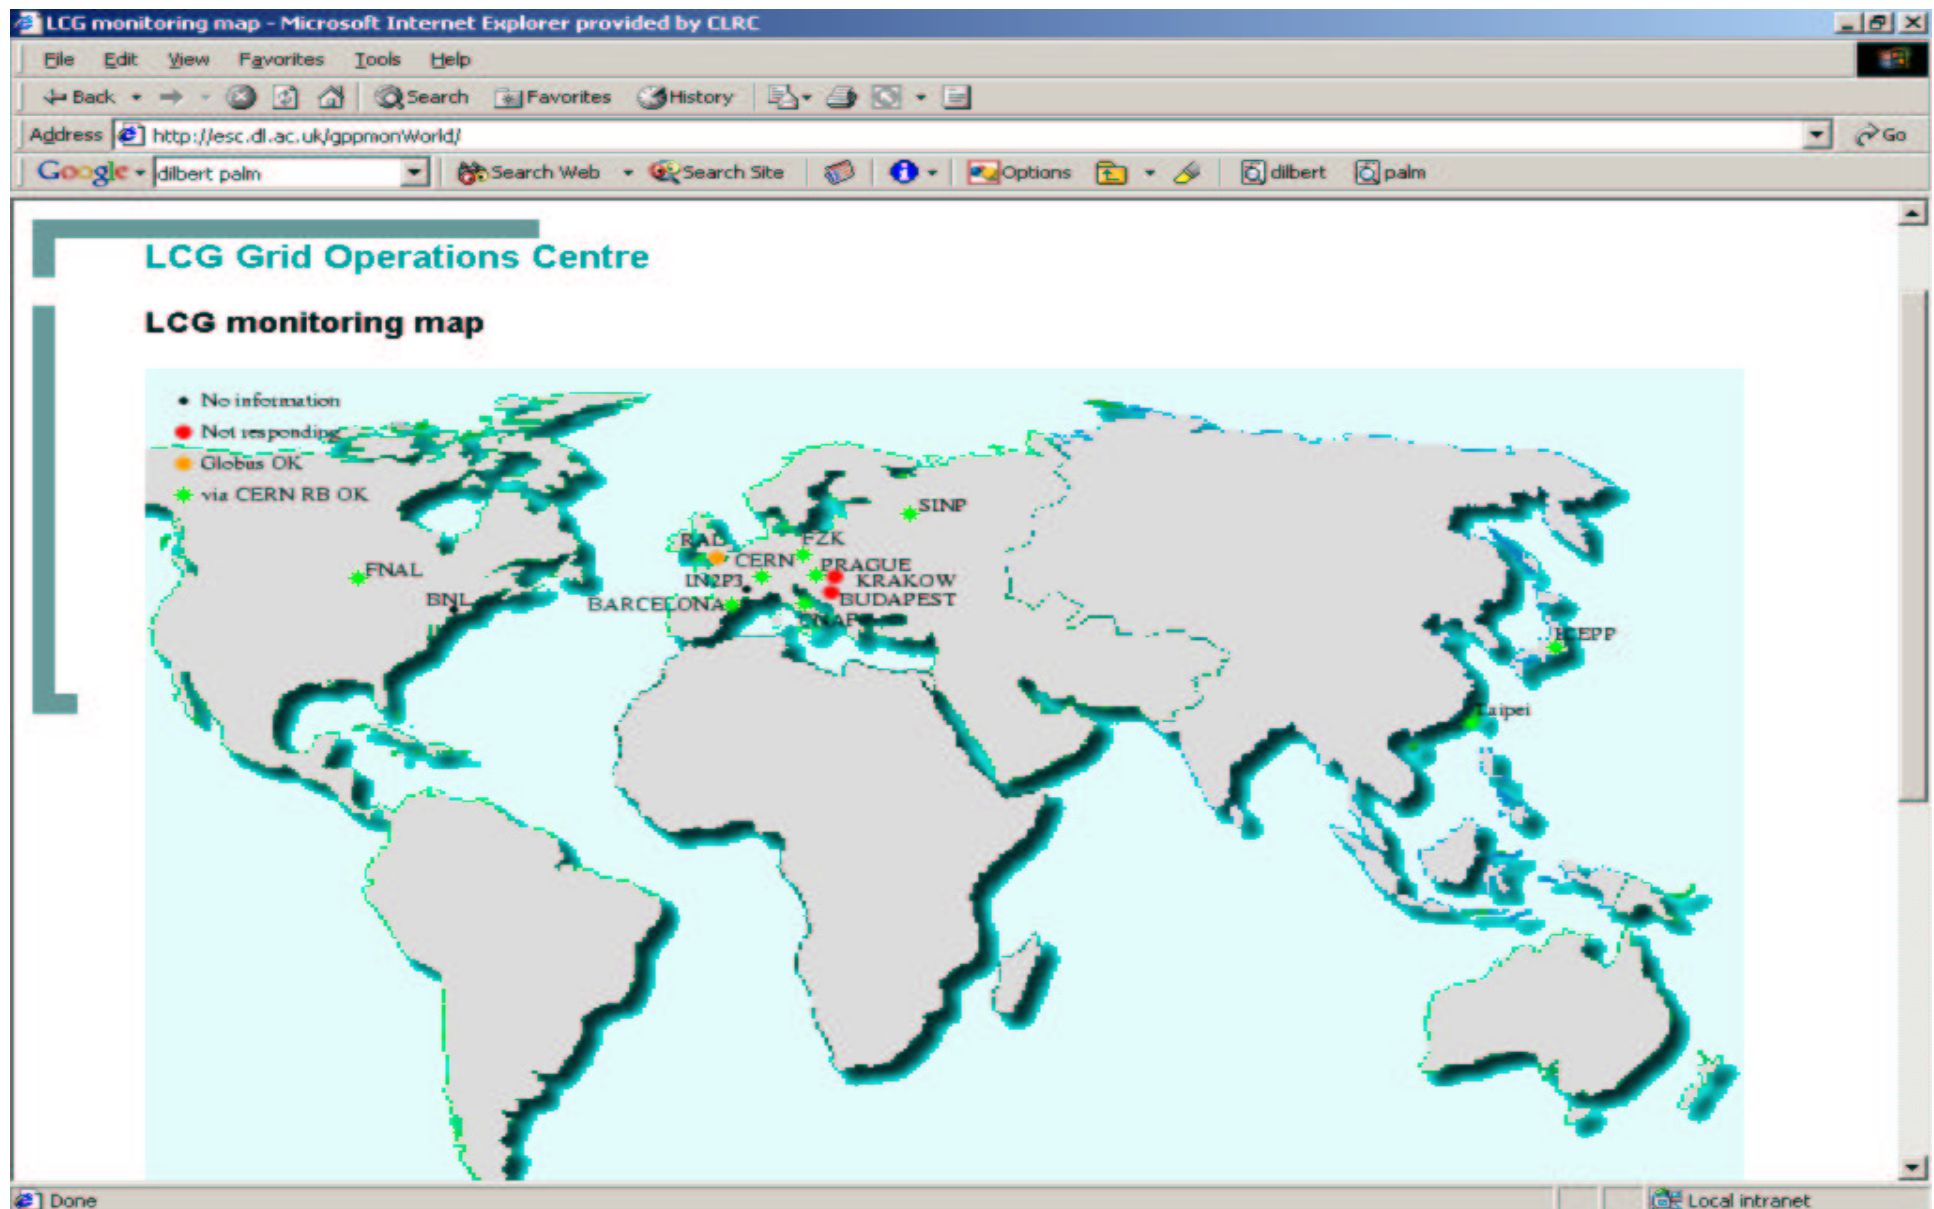 LCG monitoring map - Microsoft Internet Explorer provided by CLRC
File Edit View Favorites Tools Help
Back Search Favorites History
Address http://esc.dl.ac.uk/gppmonWorld/ Go
Google dilbert palm Search Web Search Site Options dilbert palm
LCG Grid Operations Centre
LCG monitoring map
No information
Not responding
Globus OK
via CERN RB OK
SINP
RAL FZK
CERN PRAGUE
FNAL
IN2P3 KRAKOW
BNL BARCELONA BUDAPEST
CNAF
ICEPP
Taipei
Done Local intranet